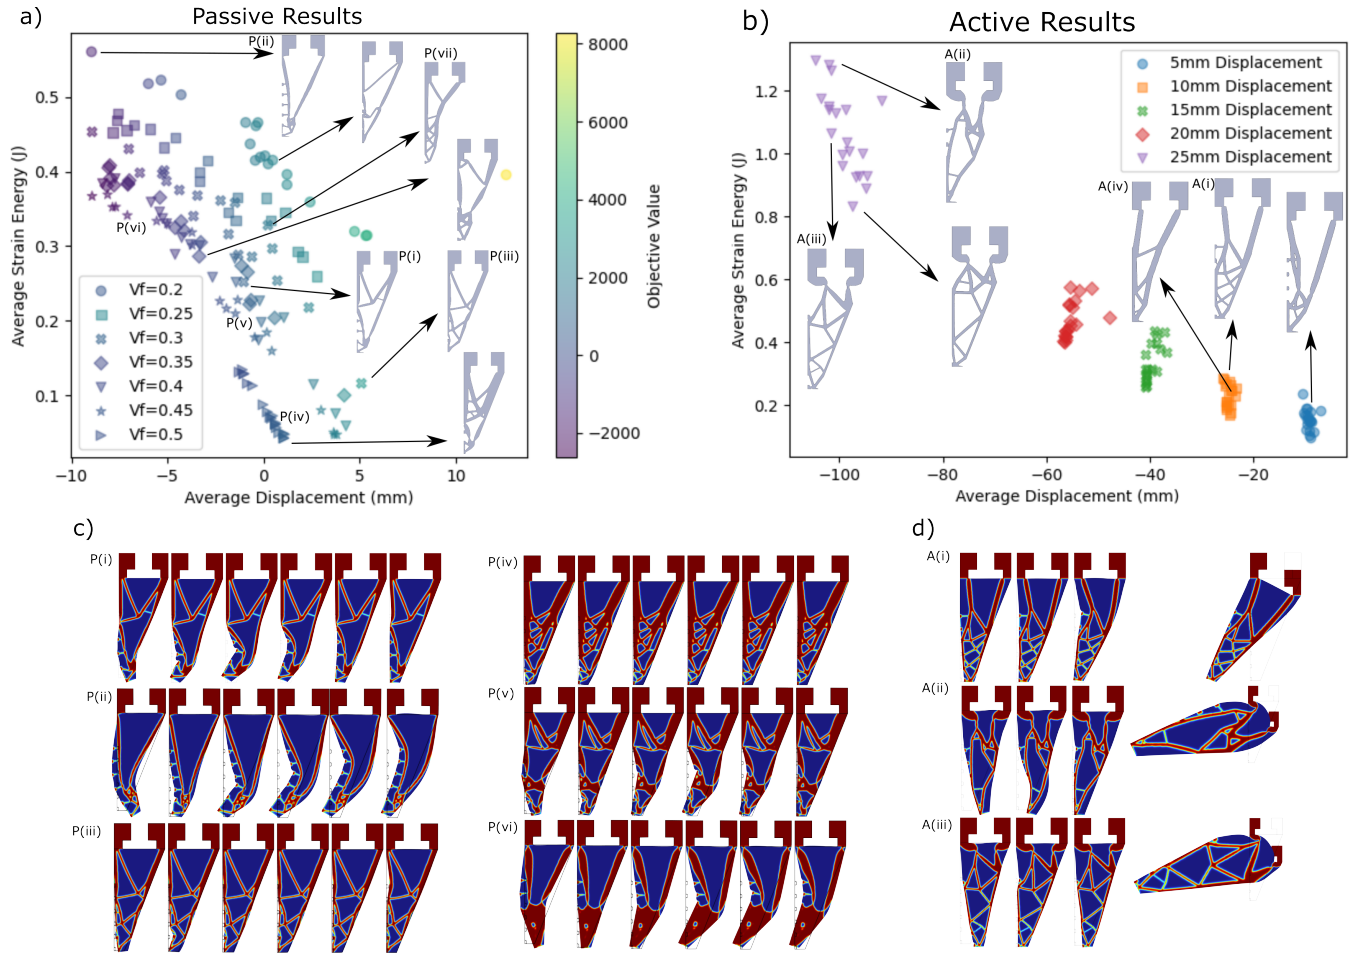 a)
Passive Results
P(ii)
P(vii)
0.5
0.4
0.3
0.2
0.1
Average Strain Energy (J)
P(vi)
P(i)
P(iii)
P(v)
P(iv)
Vf=0.2
Vf=0.25
Vf=0.3
Vf=0.35
Vf=0.4
Vf=0.45
Vf=0.5
−10
−5
0
5
10
Average Displacement (mm)
8000
6000
4000
2000
0
−2000
Objective Value
b)
Active Results
1.2
1.0
0.8
0.6
0.4
0.2
Average Strain Energy (J)
A(ii)
5mm Displacement
10mm Displacement
15mm Displacement
20mm Displacement
25mm Displacement
A(iv)
A(i)
A(iii)
−100
−80
−60
−40
−20
Average Displacement (mm)
c)
P(i)
P(ii)
P(iii)
P(iv)
P(v)
P(vi)
d)
A(i)
A(ii)
A(iii)